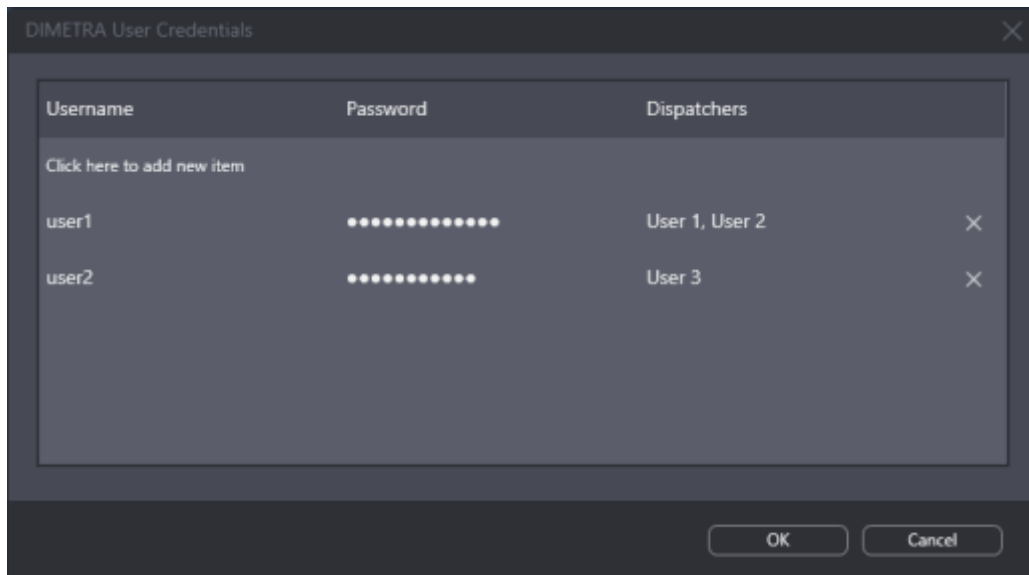 DIMETRA User Credentials
Username Password Dispatchers
Click here to add new item
user1 ●●●●●●●●●●●●● User 1, User 2
user2 ●●●●●●●●●●● User 3
OK Cancel